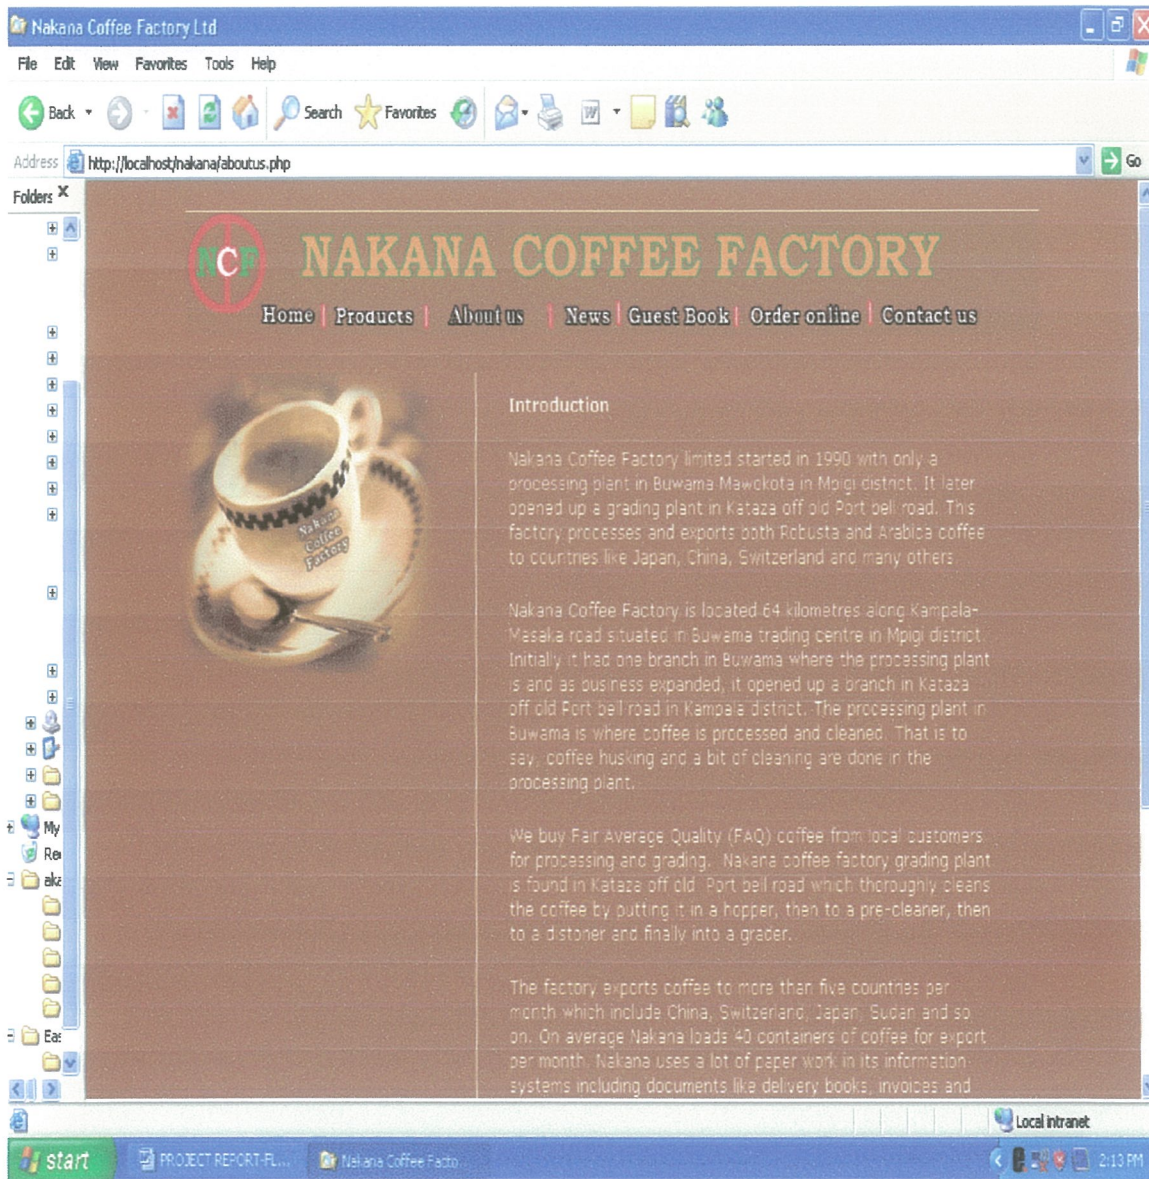 Nakana Coffee Factory Ltd
File Edit View Favorites Tools Help
Back Search Favorites
Address http://localhost/nakana/aboutus.php Go
Folders X
NCF NAKANA COFFEE FACTORY
Home | Products | About us | News | Guest Book | Order online | Contact us
Nakana
Coffee
Factory
Introduction
Nakana Coffee Factory limited started in 1990 with only a
processing plant in Buwama Mawokota in Mpigi district. It later
opened up a grading plant in Kataza off old Port bell road. This
factory processes and exports both Robusta and Arabica coffee
to countries like Japan, China, Switzerland and many others
Nakana Coffee Factory is located 64 kilometres along Kampala-
Masaka road situated in Buwama trading centre in Mpigi district.
Initially it had one branch in Buwama where the processing plant
is and as business expanded, it opened up a branch in Kataza
off old Port bell road in Kampala district. The processing plant in
Buwama is where coffee is processed and cleaned. That is to
say, coffee husking and a bit of cleaning are done in the
processing plant.
We buy Fair Average Quality (FAQ) coffee from local customers
for processing and grading. Nakana coffee factory grading plant
is found in Kataza off old Port bell road which thoroughly cleans
the coffee by putting it in a hopper, then to a pre-cleaner, then
to a distoner and finally into a grader.
The factory exports coffee to more than five countries per
month which include China, Switzerland, Japan, Sudan and so
on. On average Nakana loads 40 containers of coffee for export
per month. Nakana uses a lot of paper work in its information
systems including documents like delivery books, invoices and
My
Re
aka
Eas
Local intranet
start PROJECT REPORT-FL... Nakana Coffee Facto... 2:13 PM